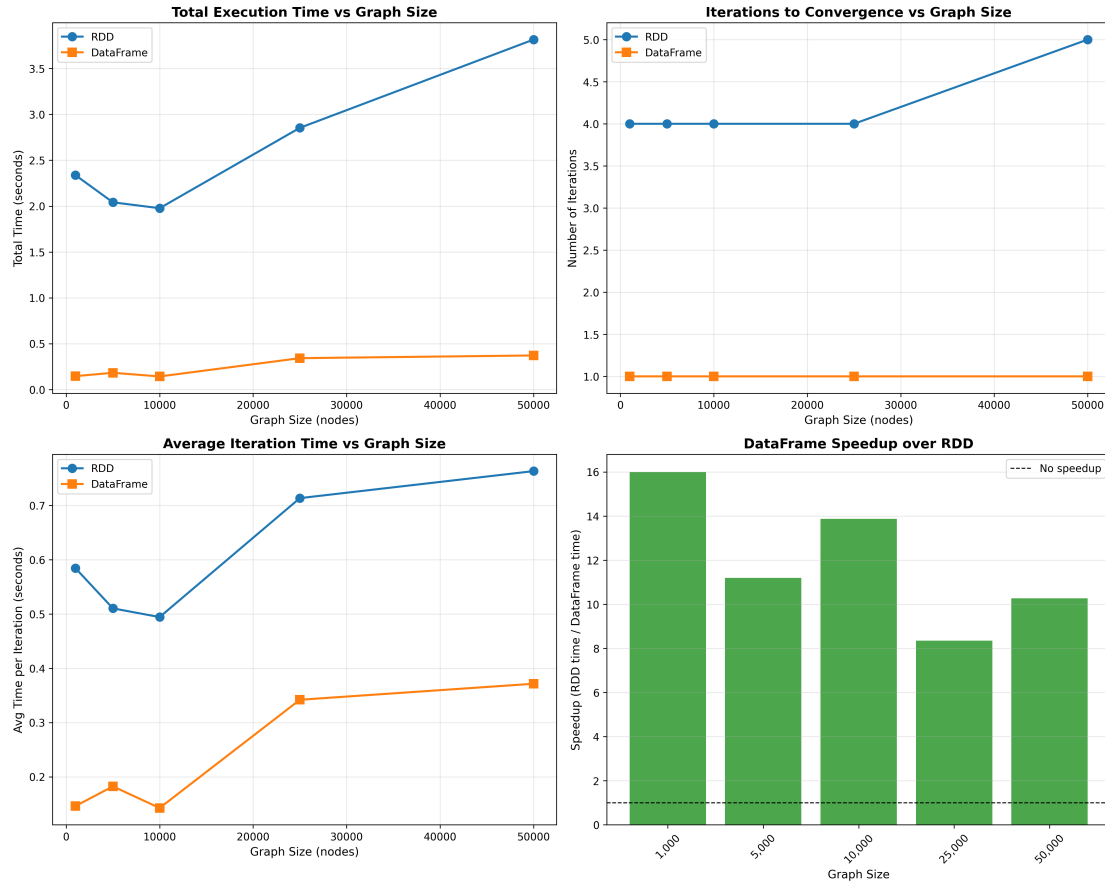 Total Execution Time vs Graph Size
RDD
DataFrame
3.5
3.0
2.5
2.0
1.5
1.0
0.5
0.0
Total Time (seconds)
0 10000 20000 30000 40000 50000
Graph Size (nodes)
Iterations to Convergence vs Graph Size
RDD
DataFrame
5.0
4.5
4.0
3.5
3.0
2.5
2.0
1.5
1.0
Number of Iterations
0 10000 20000 30000 40000 50000
Graph Size (nodes)
Average Iteration Time vs Graph Size
RDD
DataFrame
0.7
0.6
0.5
0.4
0.3
0.2
Avg Time per Iteration (seconds)
0 10000 20000 30000 40000 50000
Graph Size (nodes)
DataFrame Speedup over RDD
No speedup
16
14
12
10
8
6
4
2
0
Speedup (RDD time / DataFrame time)
1,000 5,000 10,000 25,000 50,000
Graph Size